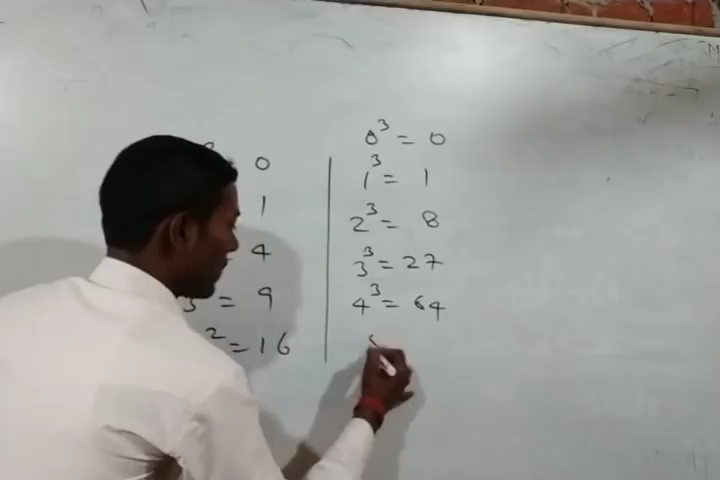 0
1
4
3 = 9
² = 16
0³ = 0
1³ = 1
2³ = 8
3³ = 27
4³ = 64